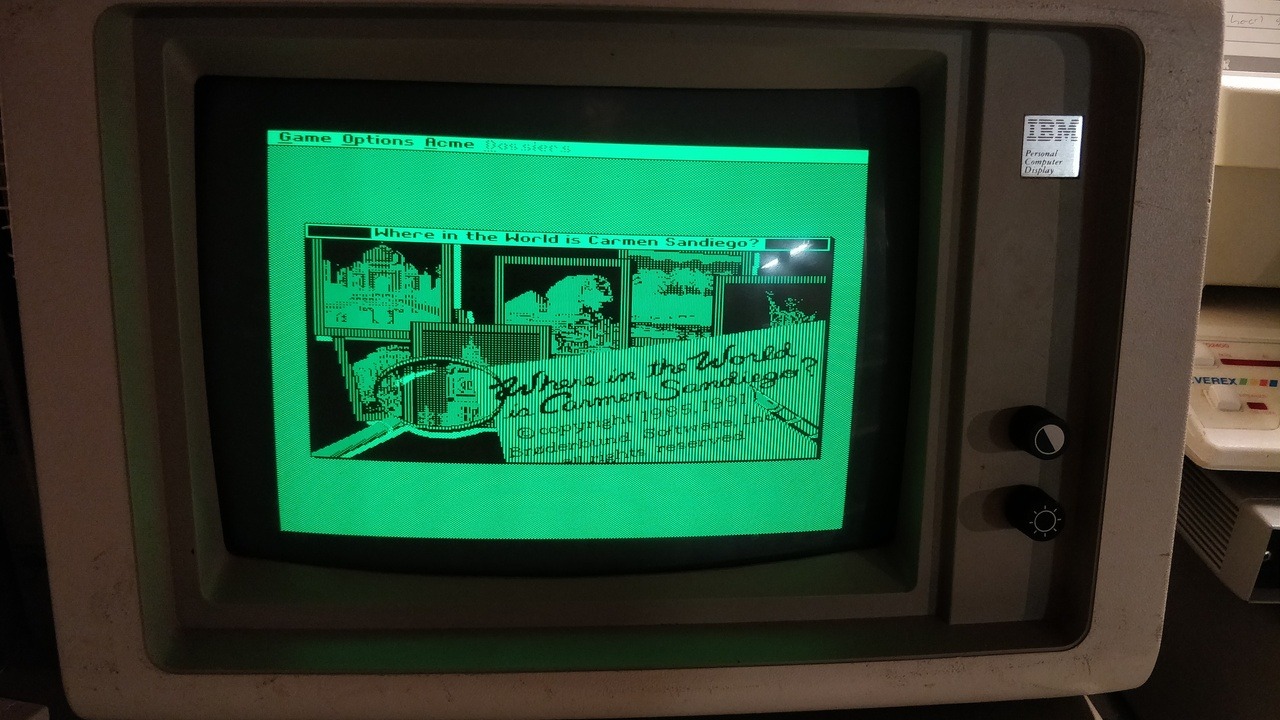 Game Options Acme Dossiers
Where in the World is Carmen Sandiego?
Where in the World
is Carmen Sandiego?
©copyright 1985, 1991
Brøderbund Software, Inc.
all rights reserved
IBM
Personal
Computer
Display
EVEREX